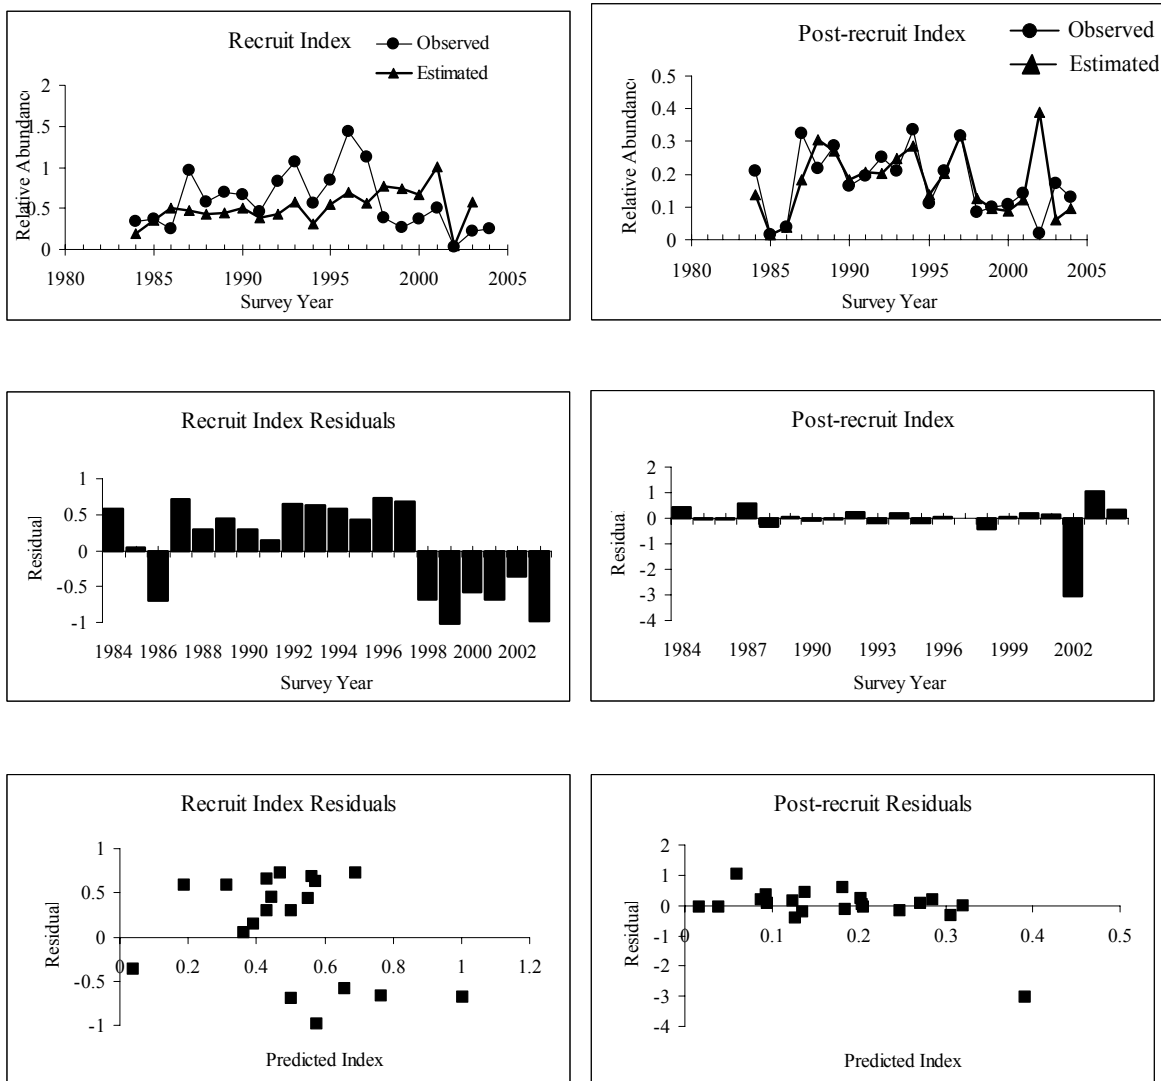 Recruit Index
Observed
Estimated
Relative Abundanc
2
1.5
1
0.5
0
1980 1985 1990 1995 2000 2005
Survey Year
Post-recruit Index
Observed
Estimated
Relative Abundanc
0.5
0.4
0.3
0.2
0.1
0
1980 1985 1990 1995 2000 2005
Survey Year
Recruit Index Residuals
Residual
1
0.5
0
-0.5
-1
1984 1986 1988 1990 1992 1994 1996 1998 2000 2002
Survey Year
Post-recruit Index
Residua
2
1
0
-1
-2
-3
-4
1984 1987 1990 1993 1996 1999 2002
Survey Year
Recruit Index Residuals
Residual
1
0.5
0
-0.5
-1
0 0.2 0.4 0.6 0.8 1 1.2
Predicted Index
Post-recruit Residuals
Residual
2
1
0
-1
-2
-3
-4
0 0.1 0.2 0.3 0.4 0.5
Predicted Index